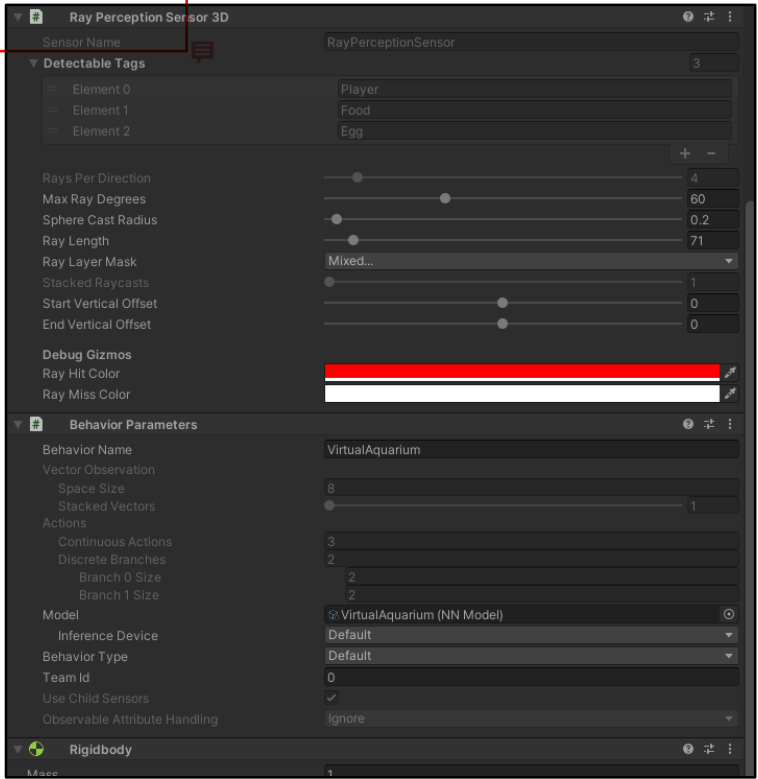 # Ray Perception Sensor 3D
Sensor Name RayPerceptionSensor
Detectable Tags 3
Element 0 Player
Element 1 Food
Element 2 Egg
+ −
Rays Per Direction 4
Max Ray Degrees 60
Sphere Cast Radius 0.2
Ray Length 71
Ray Layer Mask Mixed...
Stacked Raycasts 1
Start Vertical Offset 0
End Vertical Offset 0
Debug Gizmos
Ray Hit Color
Ray Miss Color
# Behavior Parameters
Behavior Name VirtualAquarium
Vector Observation
Space Size 8
Stacked Vectors 1
Actions
Continuous Actions 3
Discrete Branches 2
Branch 0 Size 2
Branch 1 Size 2
Model VirtualAquarium (NN Model)
Inference Device Default
Behavior Type Default
Team Id 0
Use Child Sensors
Observable Attribute Handling Ignore
Rigidbody
Mass 1